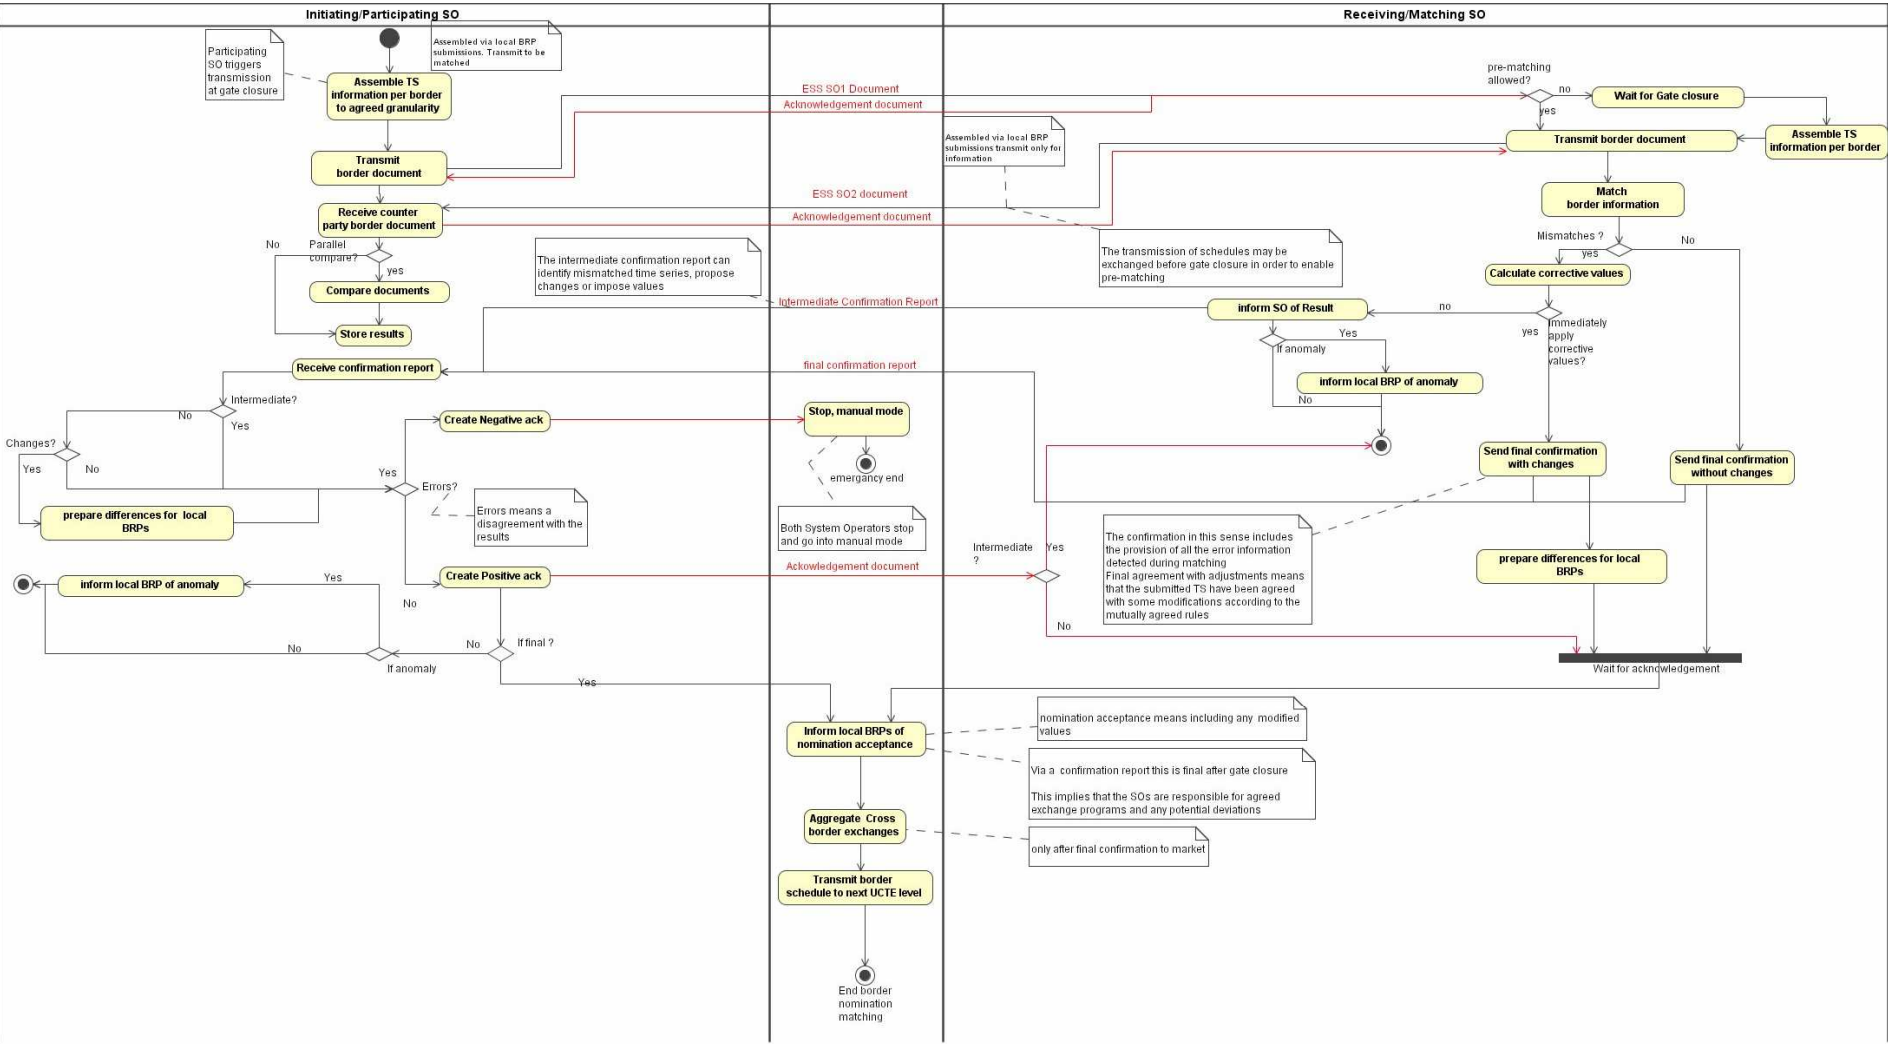 Initiating/Participating SO
Receiving/Matching SO
Participating
SO triggers
transmission
at gate closure
Assembled via local BRP
submissions. Transmit to be
matched
Assemble TS
information per border
to agreed granularity
ESS SO1 Document
Acknowledgement document
pre-matching
allowed?
no
yes
Wait for Gate closure
Assemble TS
information per border
Transmit border document
Assembled via local BRP
submissions transmit only for
information
Transmit
border document
ESS SO2 document
Acknowledgement document
Match
border information
Receive counter
party border document
No
Parallel
compare?
yes
The intermediate confirmation report can
identify mismatched time series, propose
changes or impose values
The transmission of schedules may be
exchanged before gate closure in order to enable
pre-matching
Mismatches ?
yes
No
Calculate corrective values
Compare documents
Intermediate Confirmation Report
inform SO of Result
no
yes
Immediately
apply
corrective
values?
Store results
If anomaly
Yes
Receive confirmation report
final confirmation report
inform local BRP of anomaly
No
Intermediate?
No
Yes
Create Negative ack
Stop, manual mode
Changes?
Yes
No
Yes
Errors?
emergancy end
Send final confirmation
with changes
Send final confirmation
without changes
Errors means a
disagreement with the
results
prepare differences for local
BRPs
Both System Operators stop
and go into manual mode
Intermediate
?
Yes
The confirmation in this sense includes
the provision of all the error information
detected during matching
Final agreement with adjustments means
that the submitted TS have been agreed
with some modifications according to the
mutually agreed rules
prepare differences for local
BRPs
inform local BRP of anomaly
Yes
Create Positive ack
Ackowledgement document
No
No
No
If anomaly
No
If final ?
Yes
Wait for acknowledgement
Inform local BRPs of
nomination acceptance
nomination acceptance means including any modified
values
Via a confirmation report this is final after gate closure
This implies that the SOs are responsible for agreed
exchange programs and any potential deviations
Aggregate Cross
border exchanges
only after final confirmation to market
Transmit border
schedule to next UCTE level
End border
nomination
matching